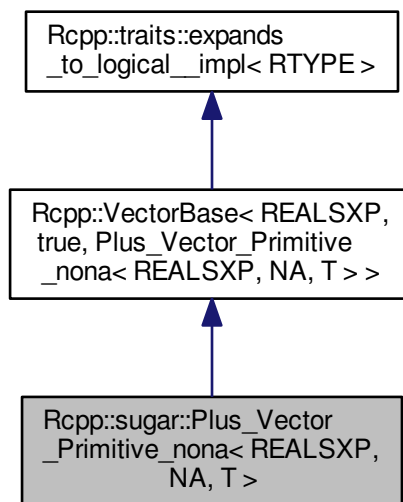 Rcpp::traits::expands
_to_logical__impl< RTYPE >
Rcpp::VectorBase< REALSXP,
true, Plus_Vector_Primitive
_nona< REALSXP, NA, T > >
Rcpp::sugar::Plus_Vector
_Primitive_nona< REALSXP,
NA, T >